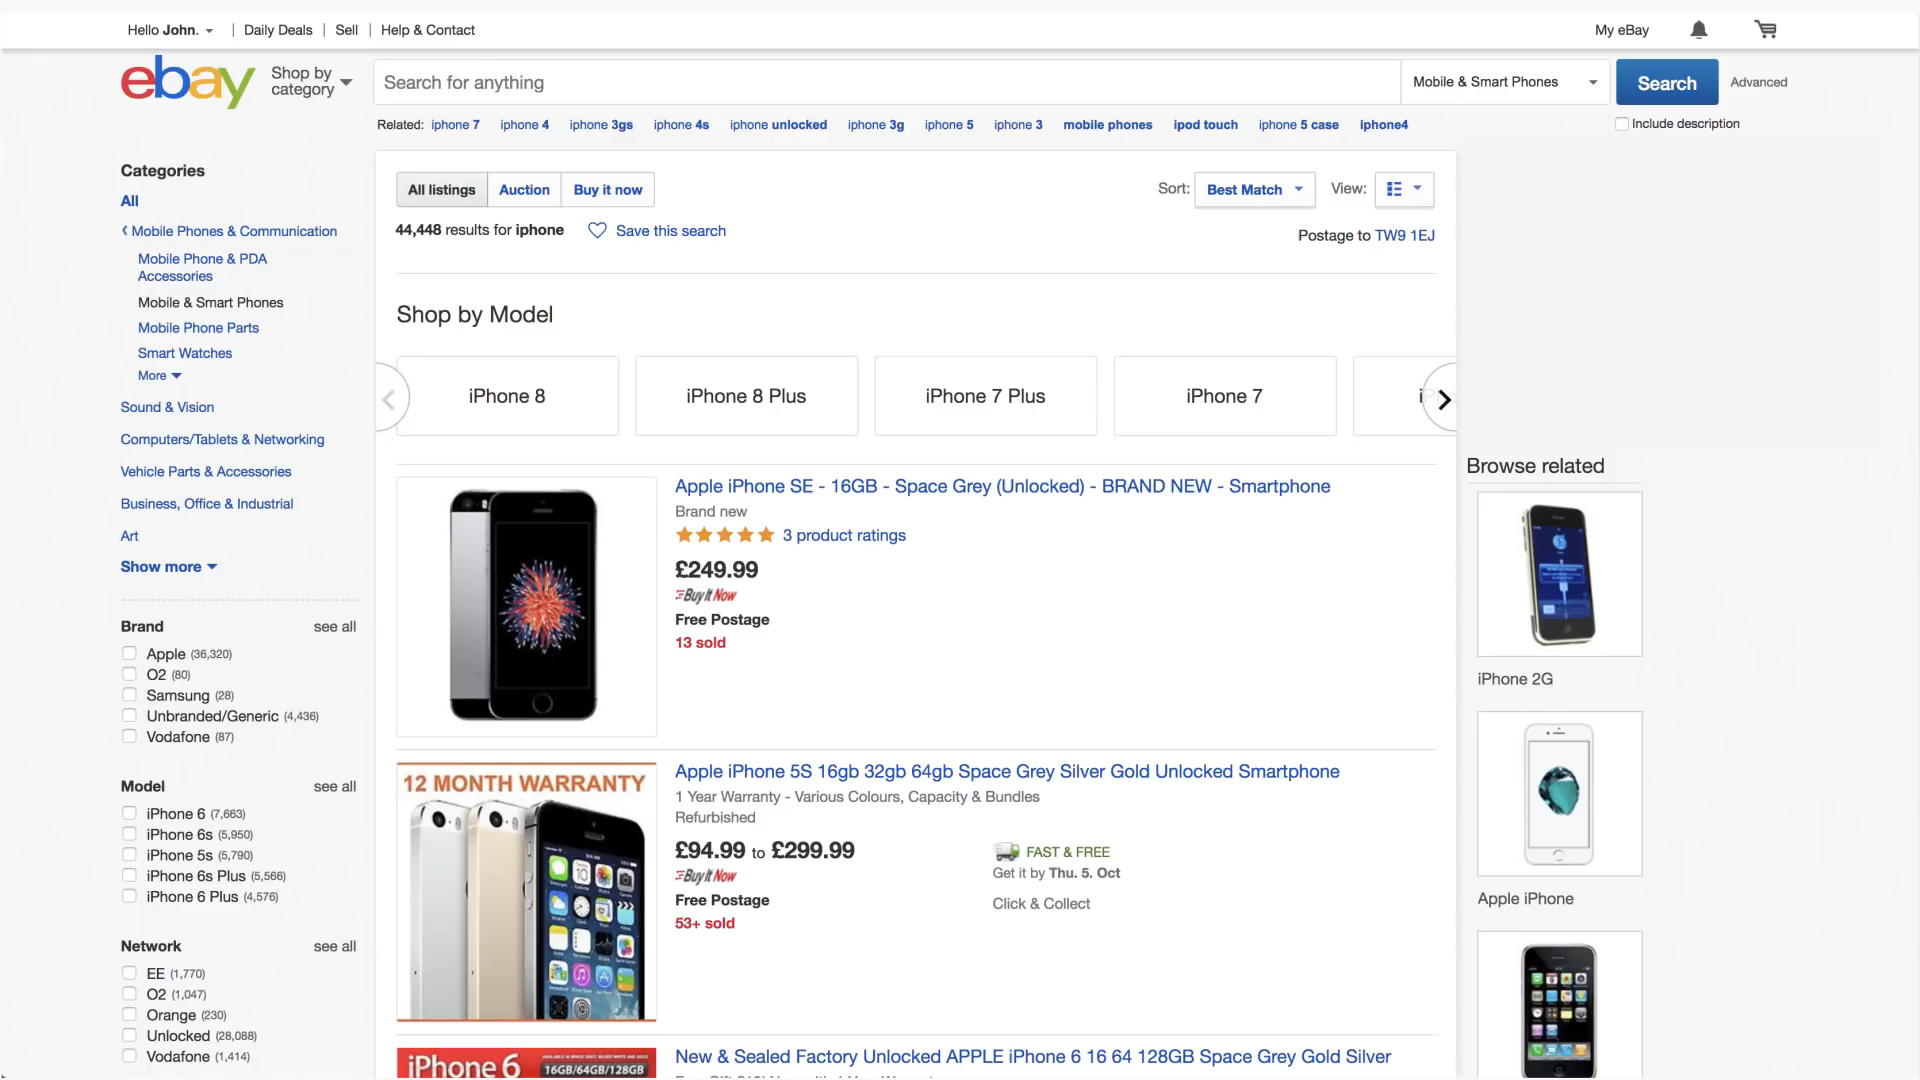 Hello John.
Daily Deals
Sell
Help & Contact
My eBay
ebay
Shop by
category
Search for anything
Mobile & Smart Phones
Search
Advanced
Related: iphone 7 iphone 4 iphone 3gs iphone 4s iphone unlocked iphone 3g iphone 5 iphone 3 mobile phones ipod touch iphone 5 case iphone4
Include description
Categories
All
Mobile Phones & Communication
Mobile Phone & PDA
Accessories
Mobile & Smart Phones
Mobile Phone Parts
Smart Watches
More
Sound & Vision
Computers/Tablets & Networking
Vehicle Parts & Accessories
Business, Office & Industrial
Art
Show more
Brand see all
Apple (36,320)
O2 (80)
Samsung (28)
Unbranded/Generic (4,436)
Vodafone (87)
Model see all
iPhone 6 (7,663)
iPhone 6s (5,950)
iPhone 5s (5,790)
iPhone 6s Plus (5,566)
iPhone 6 Plus (4,576)
Network see all
EE (1,770)
O2 (1,047)
Orange (230)
Unlocked (28,088)
Vodafone (1,414)
All listings
Auction
Buy it now
Sort: Best Match
View:
44,448 results for iphone
Save this search
Postage to TW9 1EJ
Shop by Model
iPhone 8
iPhone 8 Plus
iPhone 7 Plus
iPhone 7
Apple iPhone SE - 16GB - Space Grey (Unlocked) - BRAND NEW - Smartphone
Brand new
3 product ratings
£249.99
Buy It Now
Free Postage
13 sold
12 MONTH WARRANTY
Apple iPhone 5S 16gb 32gb 64gb Space Grey Silver Gold Unlocked Smartphone
1 Year Warranty - Various Colours, Capacity & Bundles
Refurbished
£94.99 to £299.99
Buy It Now
Free Postage
53+ sold
FAST & FREE
Get it by Thu. 5. Oct
Click & Collect
iPhone 6
16GB/64GB/128GB
New & Sealed Factory Unlocked APPLE iPhone 6 16 64 128GB Space Grey Gold Silver
Browse related
iPhone 2G
Apple iPhone